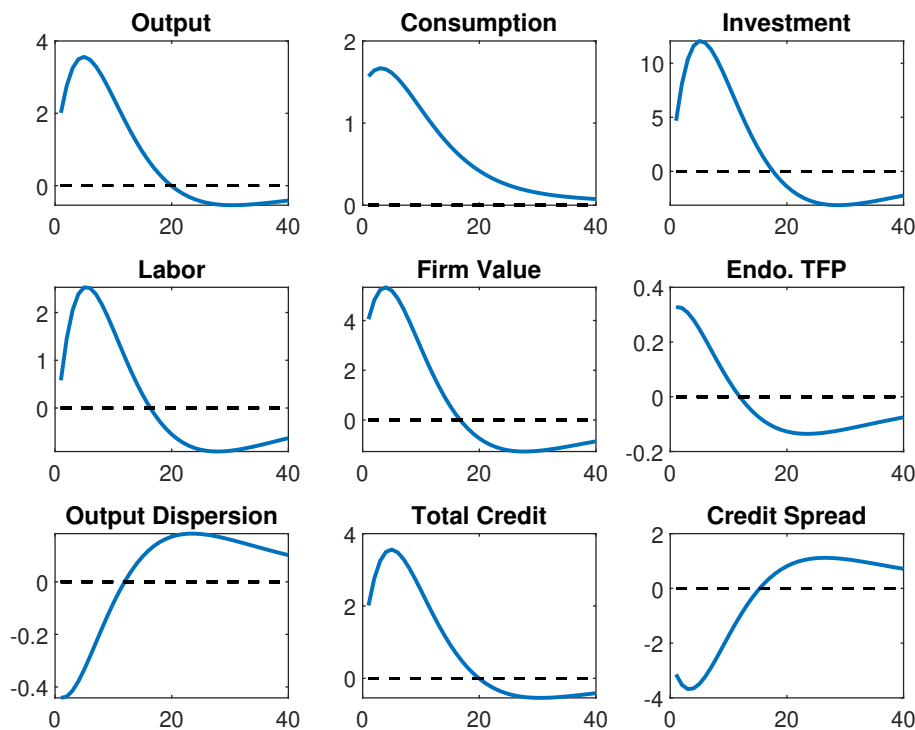 Output
4
2
0
0 20 40
Consumption
2
1
0
0 20 40
Investment
10
5
0
0 20 40
Labor
2
1
0
0 20 40
Firm Value
4
2
0
0 20 40
Endo. TFP
0.4
0.2
0
-0.2
0 20 40
Output Dispersion
0
-0.2
-0.4
0 20 40
Total Credit
4
2
0
0 20 40
Credit Spread
2
0
-2
-4
0 20 40